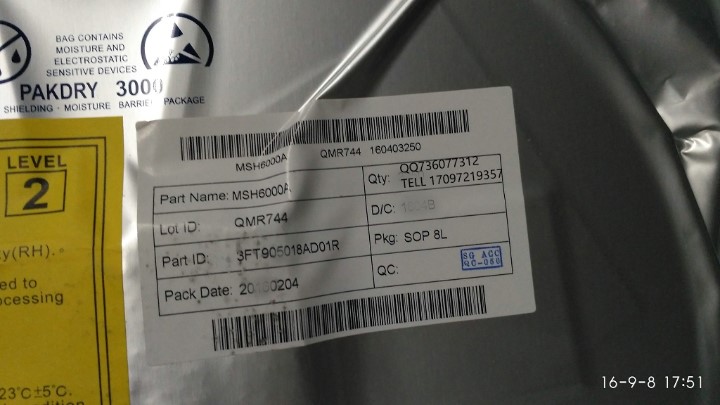 BAG CONTAINS
MOISTURE AND
ELECTROSTATIC
SENSITIVE DEVICES
PAKDRY 3000
SHIELDING · MOISTURE BARRIER PACKAGE
LEVEL
2
y(RH).
ed to
ocessing
23°C±5°C.
MSH6000A QMR744 160403250
Part Name: MSH6000A
Qty: QQ736077312
TELL 17097219357
Lot ID: QMR744
D/C:
Part ID: 3FT905018AD01R
Pkg: SOP 8L
Pack Date:
QC: SG ACC
16-9-8 17:51